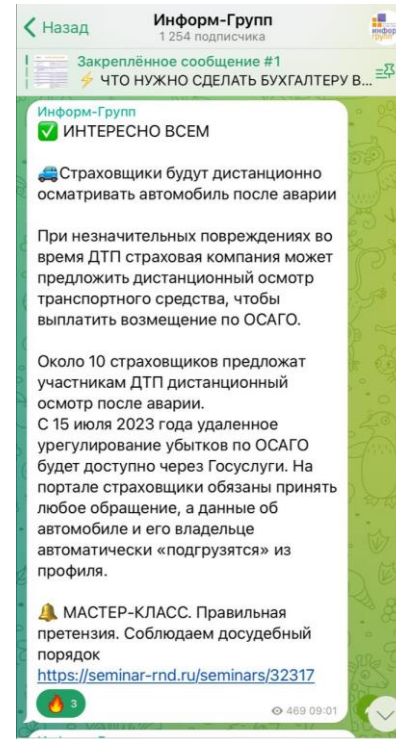 Назад
Информ-Групп
1 254 подписчика
информ
групп
Закреплённое сообщение #1
⚡ ЧТО НУЖНО СДЕЛАТЬ БУХГАЛТЕРУ В...
Информ-Групп
✅ ИНТЕРЕСНО ВСЕМ
🚙Страховщики будут дистанционно
осматривать автомобиль после аварии
При незначительных повреждениях во
время ДТП страховая компания может
предложить дистанционный осмотр
транспортного средства, чтобы
выплатить возмещение по ОСАГО.
Около 10 страховщиков предложат
участникам ДТП дистанционный
осмотр после аварии.
С 15 июля 2023 года удаленное
урегулирование убытков по ОСАГО
будет доступно через Госуслуги. На
портале страховщики обязаны принять
любое обращение, а данные об
автомобиле и его владельце
автоматически «подгрузятся» из
профиля.
🔔 МАСТЕР-КЛАСС. Правильная
претензия. Соблюдаем досудебный
порядок
https://seminar-rnd.ru/seminars/32317
🔥 3
469 09:01